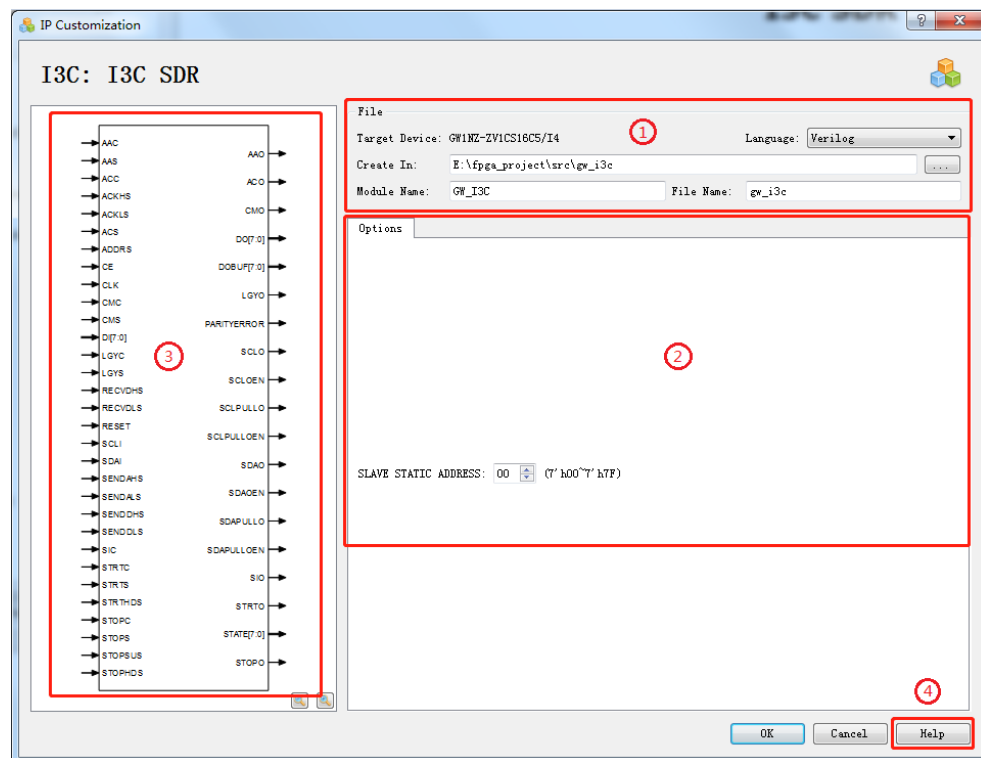 IP Customization
I3C: I3C SDR
File
Target Device: GW1NZ-ZV1CS16C5/I4
1
Language: Verilog
Create In: E:\fpga_project\src\gw_i3c
...
Module Name: GW_I3C
File Name: gw_i3c
Options
2
SLAVE STATIC ADDRESS: 00 (7'h00~7'h7F)
AAC
AAS
ACC
ACKHS
ACKLS
ACS
ADDRS
CE
CLK
CMC
CMS
DI[7:0]
LGYC
LGYS
RECVDHS
RECVDLS
RESET
SCLI
SDAI
SENDAHS
SENDALS
SENDDHS
SENDDLS
SIC
STRTC
STRTS
STRTHDS
STOPC
STOPS
STOPSUS
STOPHDS
3
AAO
ACO
CMO
DO[7:0]
DOBUF[7:0]
LGYO
PARITYERROR
SCLO
SCLOEN
SCLPULLO
SCLPULLOEN
SDAO
SDAOEN
SDAPULLO
SDAPULLOEN
SIO
STRTO
STATE[7:0]
STOPO
4
OK
Cancel
Help